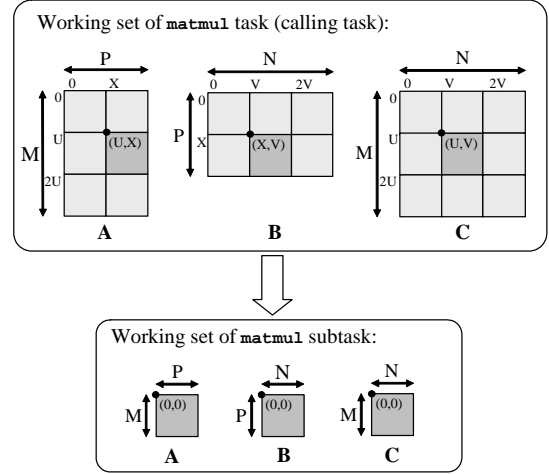 Working set of matmul task (calling task):
P
N
N
0 X
0 V 2V
0 V 2V
0
0
0
M
U
(U,X)
P
X
(X,V)
M
U
(U,V)
2U
2U
A
B
C
Working set of matmul subtask:
P
N
N
M
(0,0)
P
(0,0)
M
(0,0)
A
B
C